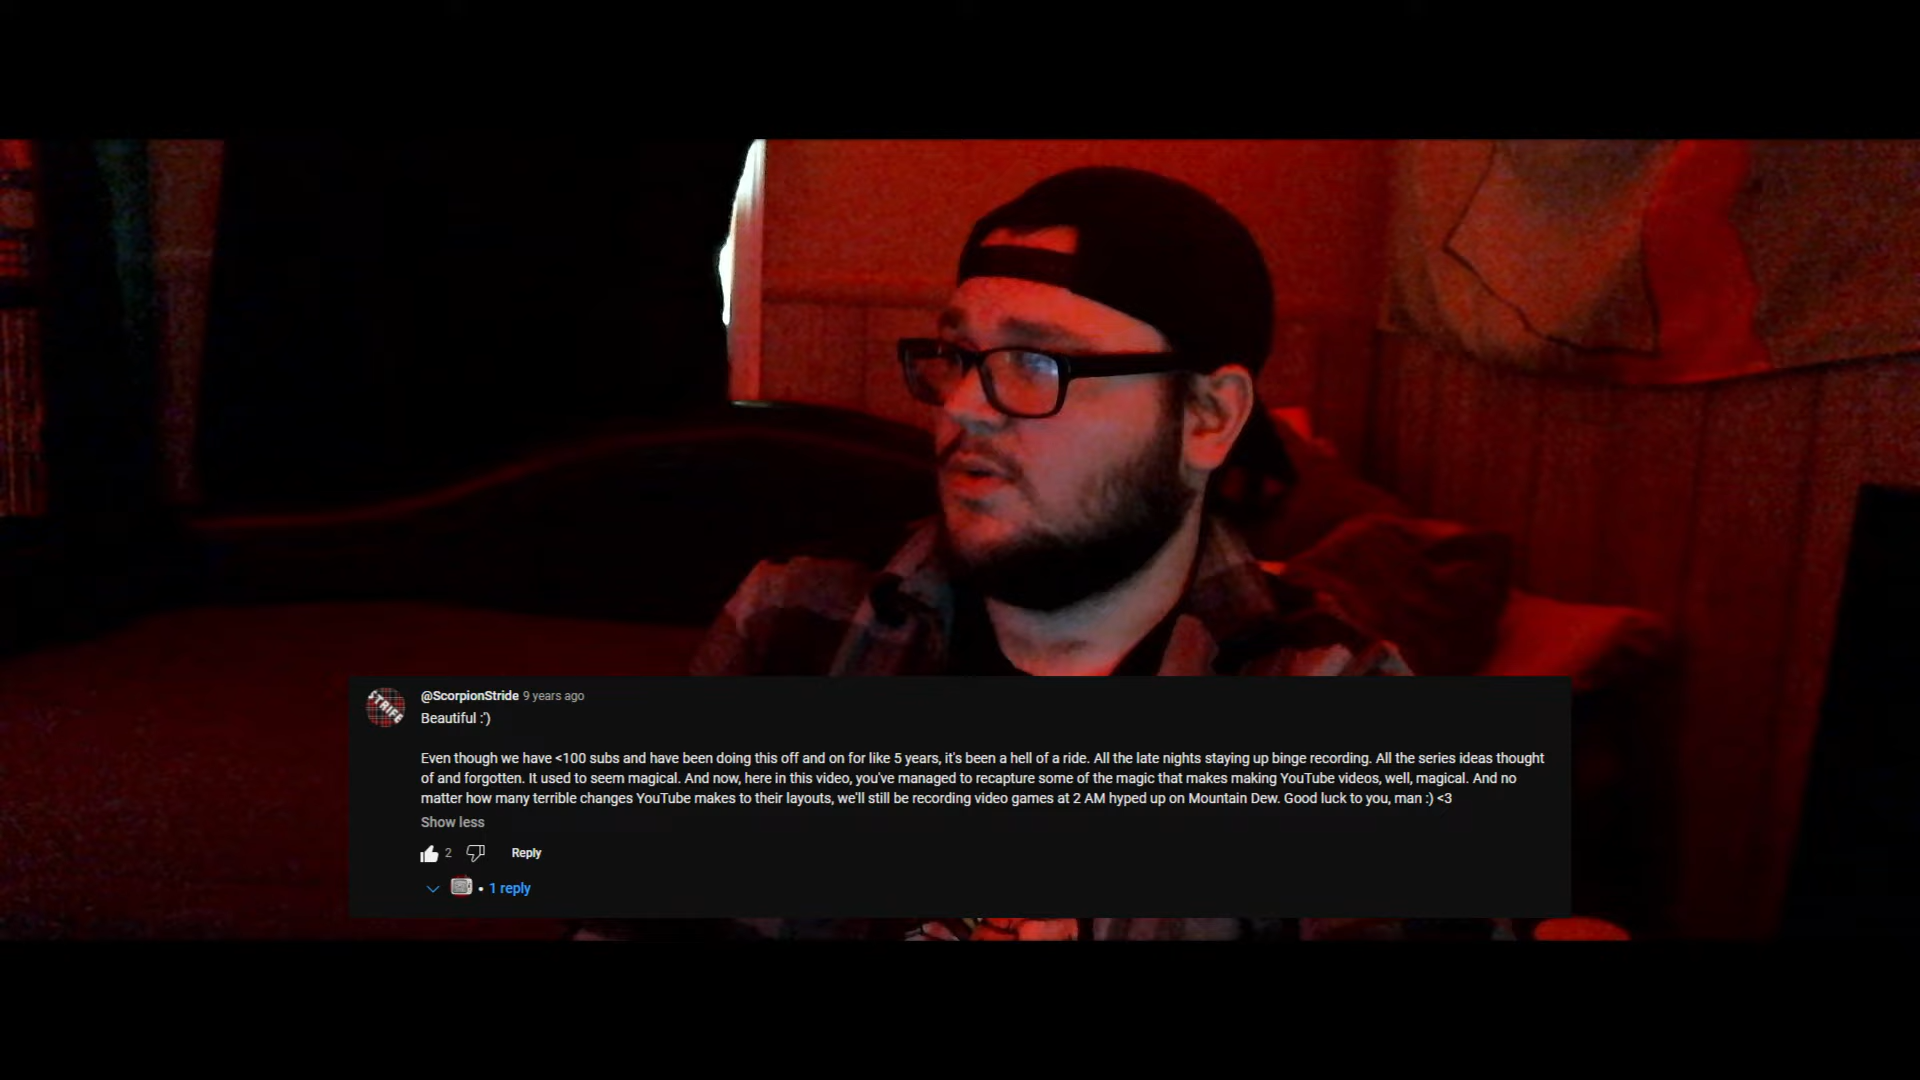 STRIFE
@ScorpionStride 9 years ago
Beautiful :')
Even though we have <100 subs and have been doing this off and on for like 5 years, it's been a hell of a ride. All the late nights staying up binge recording. All the series ideas thought
of and forgotten. It used to seem magical. And now, here in this video, you've managed to recapture some of the magic that makes making YouTube videos, well, magical. And no
matter how many terrible changes YouTube makes to their layouts, we'll still be recording video games at 2 AM hyped up on Mountain Dew. Good luck to you, man :) <3
Show less
2 Reply
• 1 reply